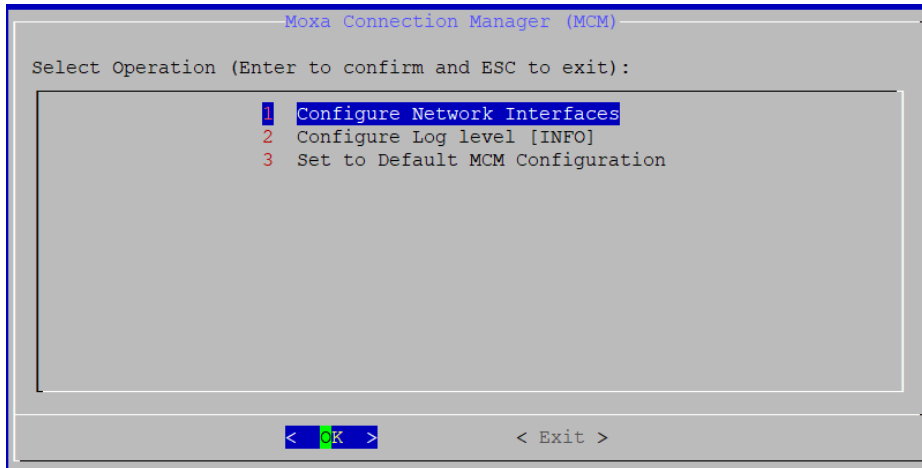 Moxa Connection Manager (MCM)
Select Operation (Enter to confirm and ESC to exit):
1 Configure Network Interfaces
2 Configure Log level [INFO]
3 Set to Default MCM Configuration
< OK > < Exit >